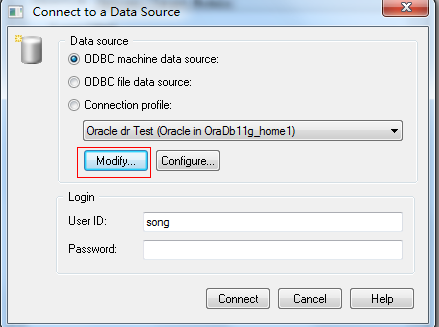 Connect to a Data Source
Data source
ODBC machine data source:
ODBC file data source:
Connection profile:
Oracle dr Test (Oracle in OraDb11g_home1)
Modify... Configure...
Login
User ID: song
Password:
Connect Cancel Help